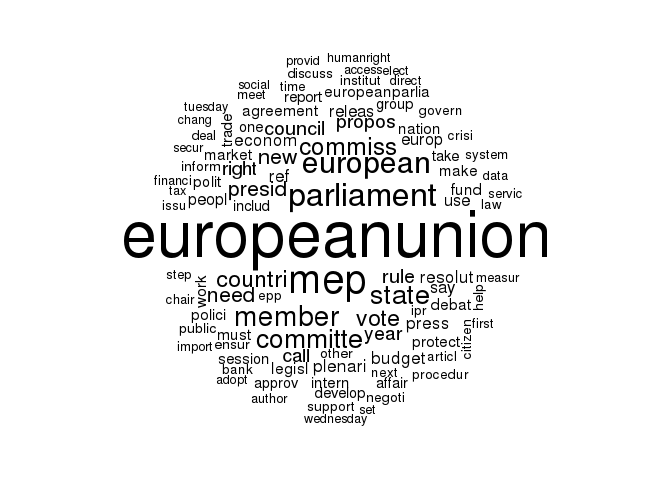 provid humanright
discuss access elect
social time institut direct
meet report europeanparlia
tuesday agreement releas group govern
chang trade one council propos nation
deal econom commiss europ crisi
secur market new european take system
inform right ref make data
financi polit presid parliament fund
tax peopl includ use servic
issu law
europeanunion
step countri mep rule resolut measur
work need epp state say help
chair member ipr debat
polici vote press first
public must committe year citizen
import ensur call other protect
session plenari budget articl
bank legisl next procedur
adopt approv intern affair
author develop negoti
support set
wednesday